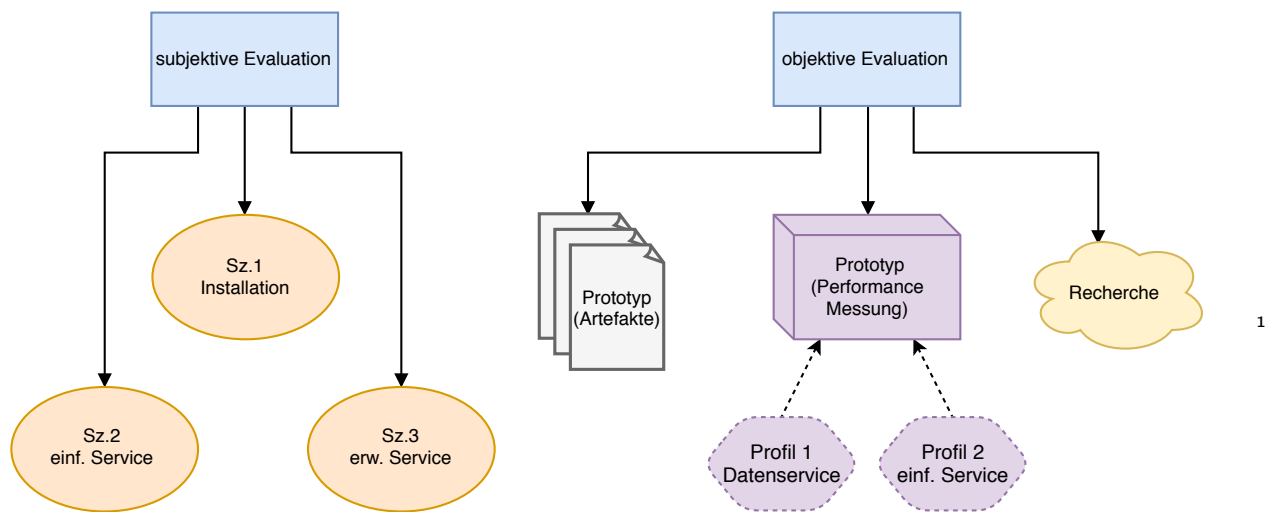 subjektive Evaluation
objektive Evaluation
Sz.1
Installation
Prototyp
(Artefakte)
Prototyp
(Performance
Messung)
Recherche
1
Sz.2
einf. Service
Sz.3
erw. Service
Profil 1
Datenservice
Profil 2
einf. Service